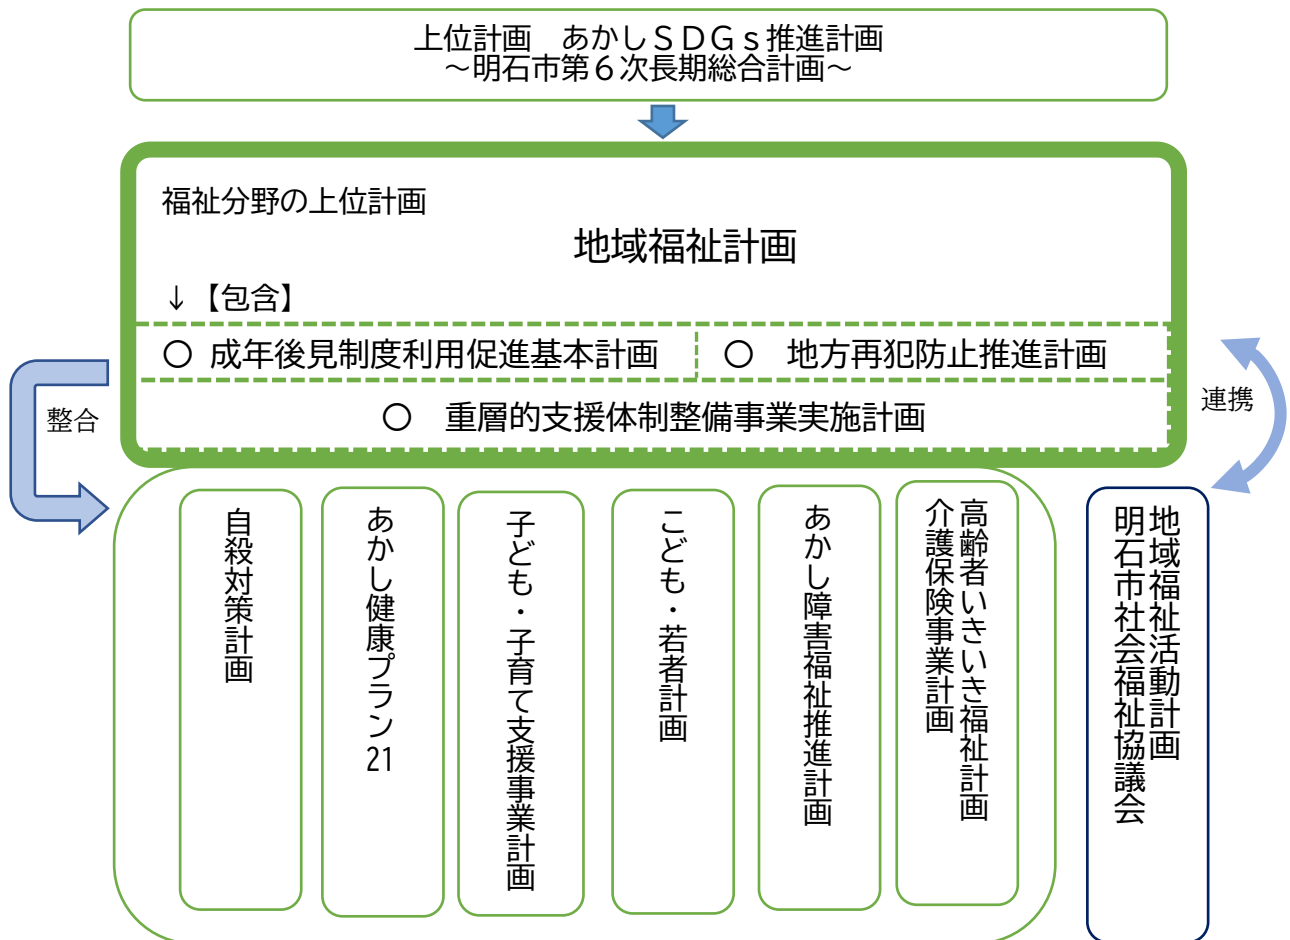 上位計画　あかしＳＤＧｓ推進計画
～明石市第６次長期総合計画～
福祉分野の上位計画
地域福祉計画
↓【包含】
〇 成年後見制度利用促進基本計画
〇　地方再犯防止推進計画
〇　重層的支援体制整備事業実施計画
整合
連携
自殺対策計画
あかし健康プラン21
子ども・子育て支援事業計画
こども・若者計画
あかし障害福祉推進計画
高齢者いきいき福祉計画
介護保険事業計画
地域福祉活動計画
明石市社会福祉協議会